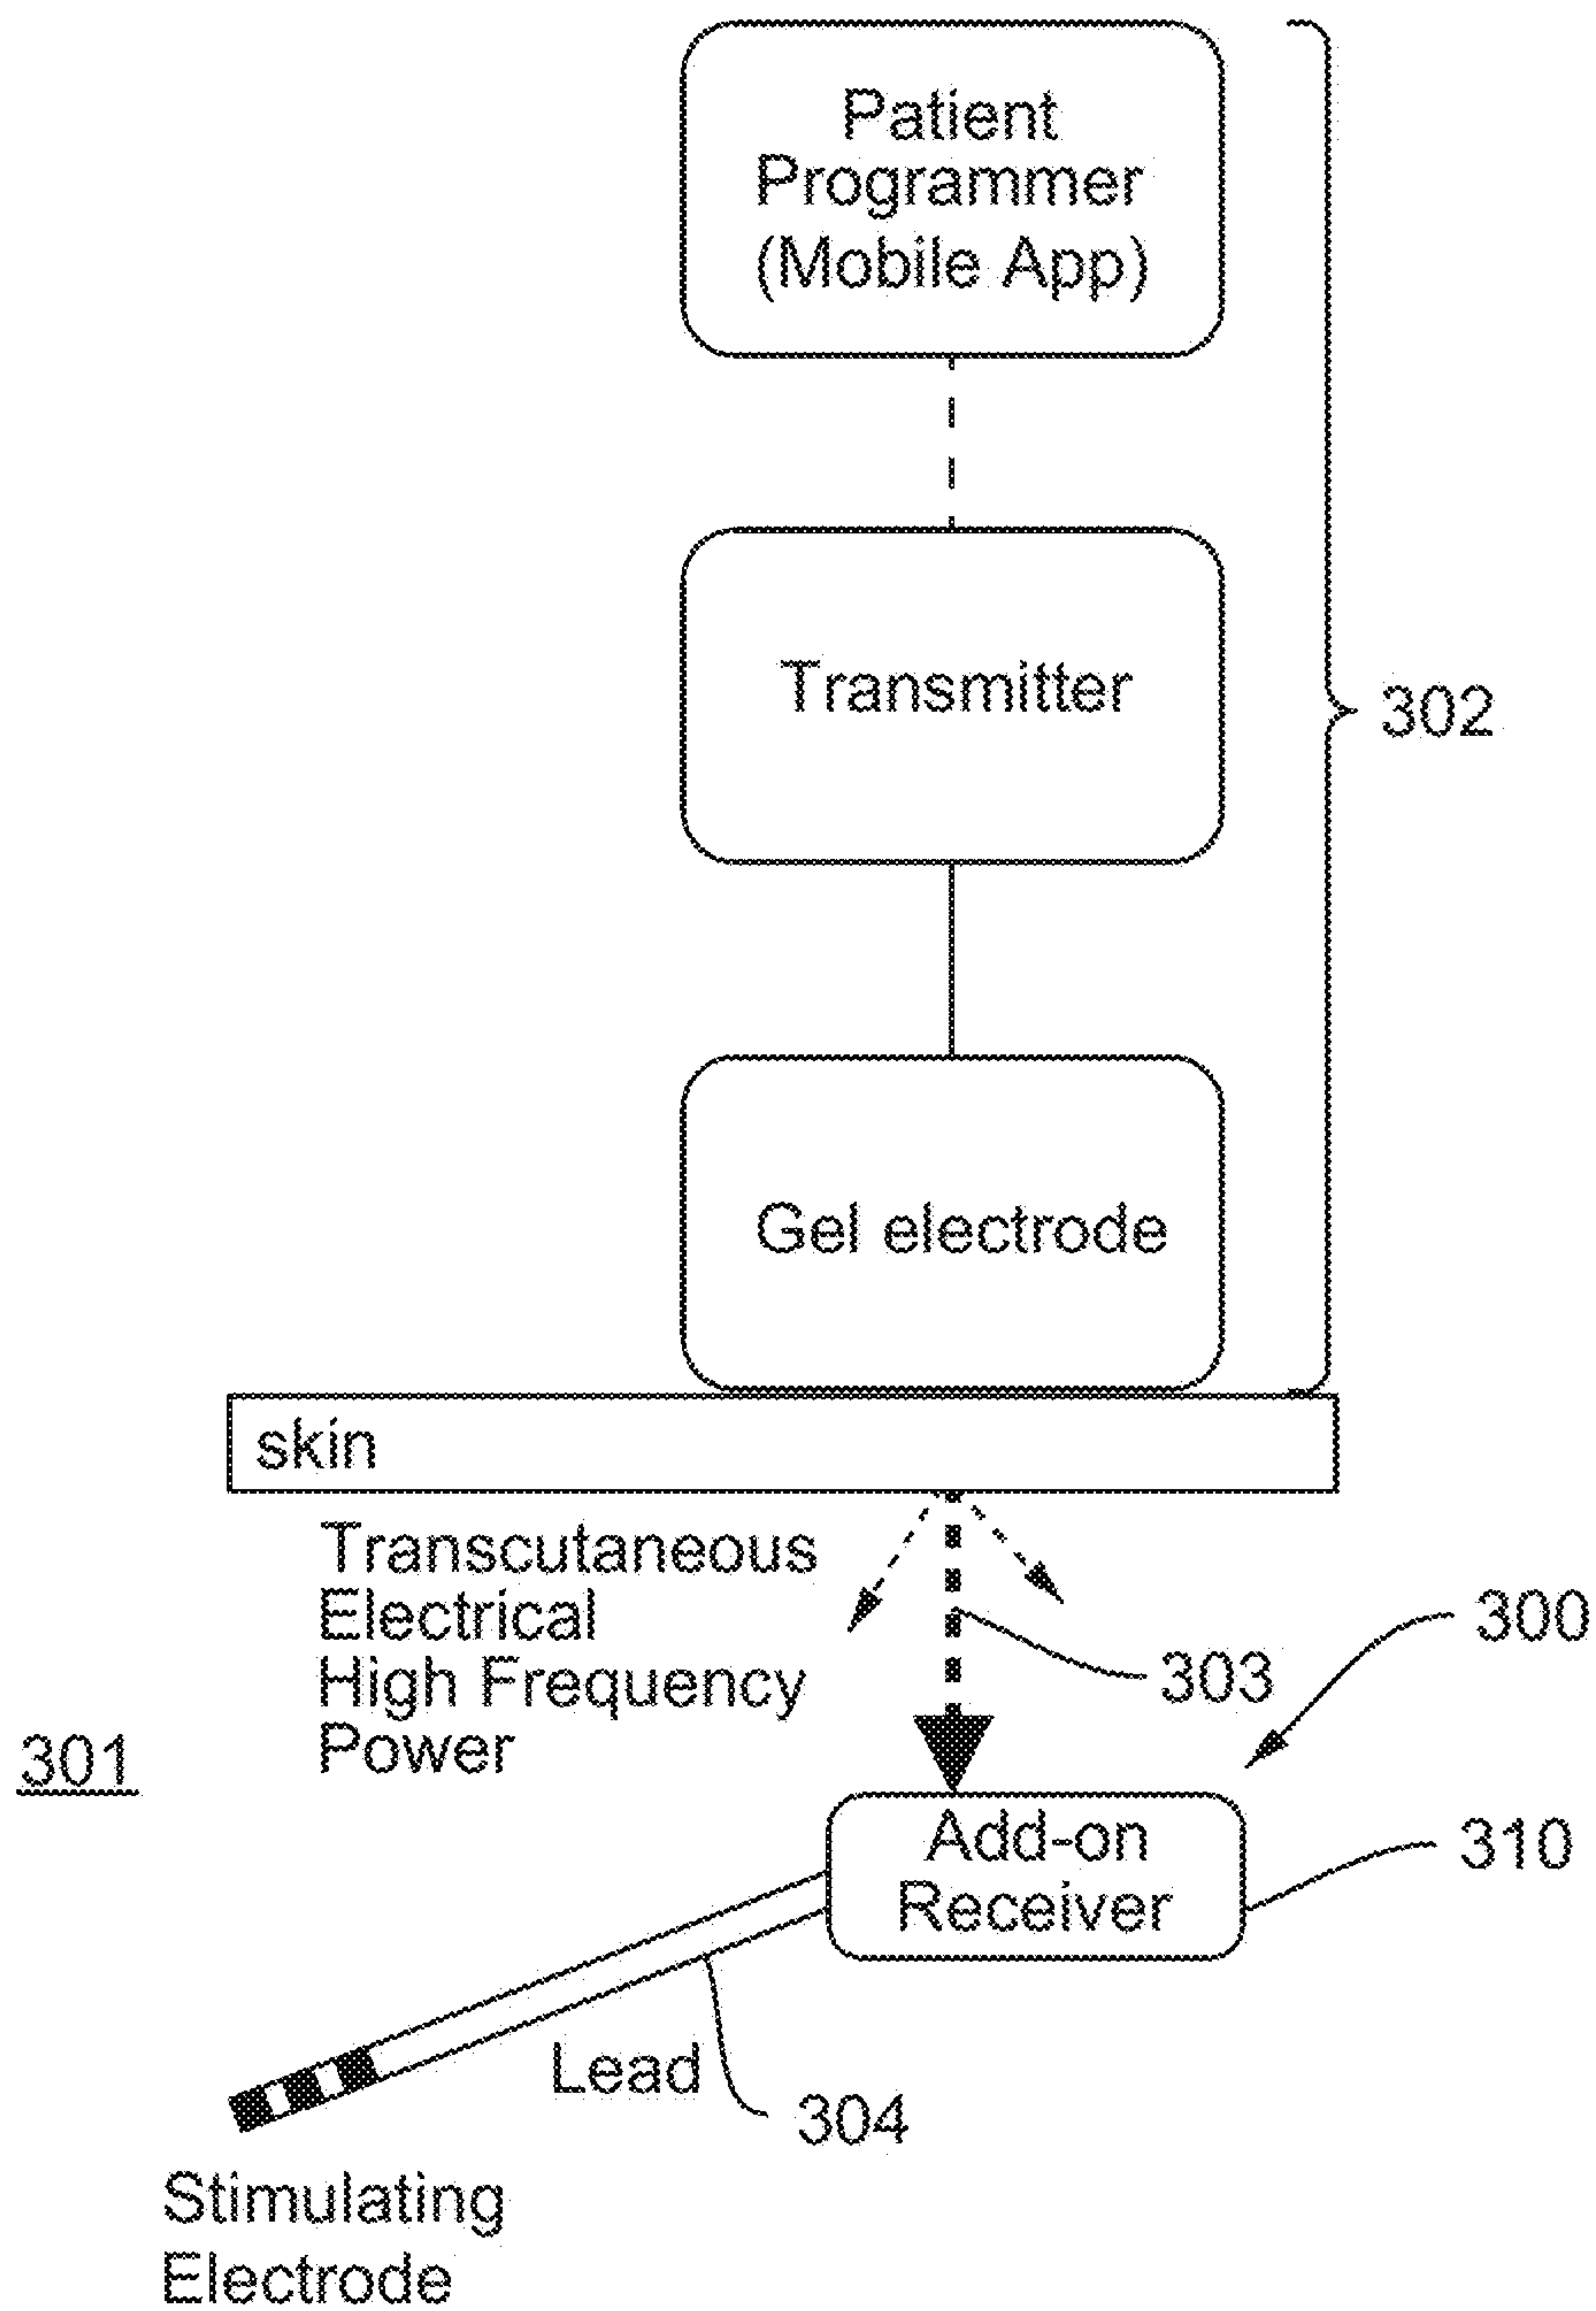 Patient
Programmer
(Mobile App)
Transmitter
302
Gel electrode
skin
Transcutaneous
Electrical
High Frequency
Power
300
303
301
Add-on
Receiver
310
Lead
304
Stimulating
Electrode